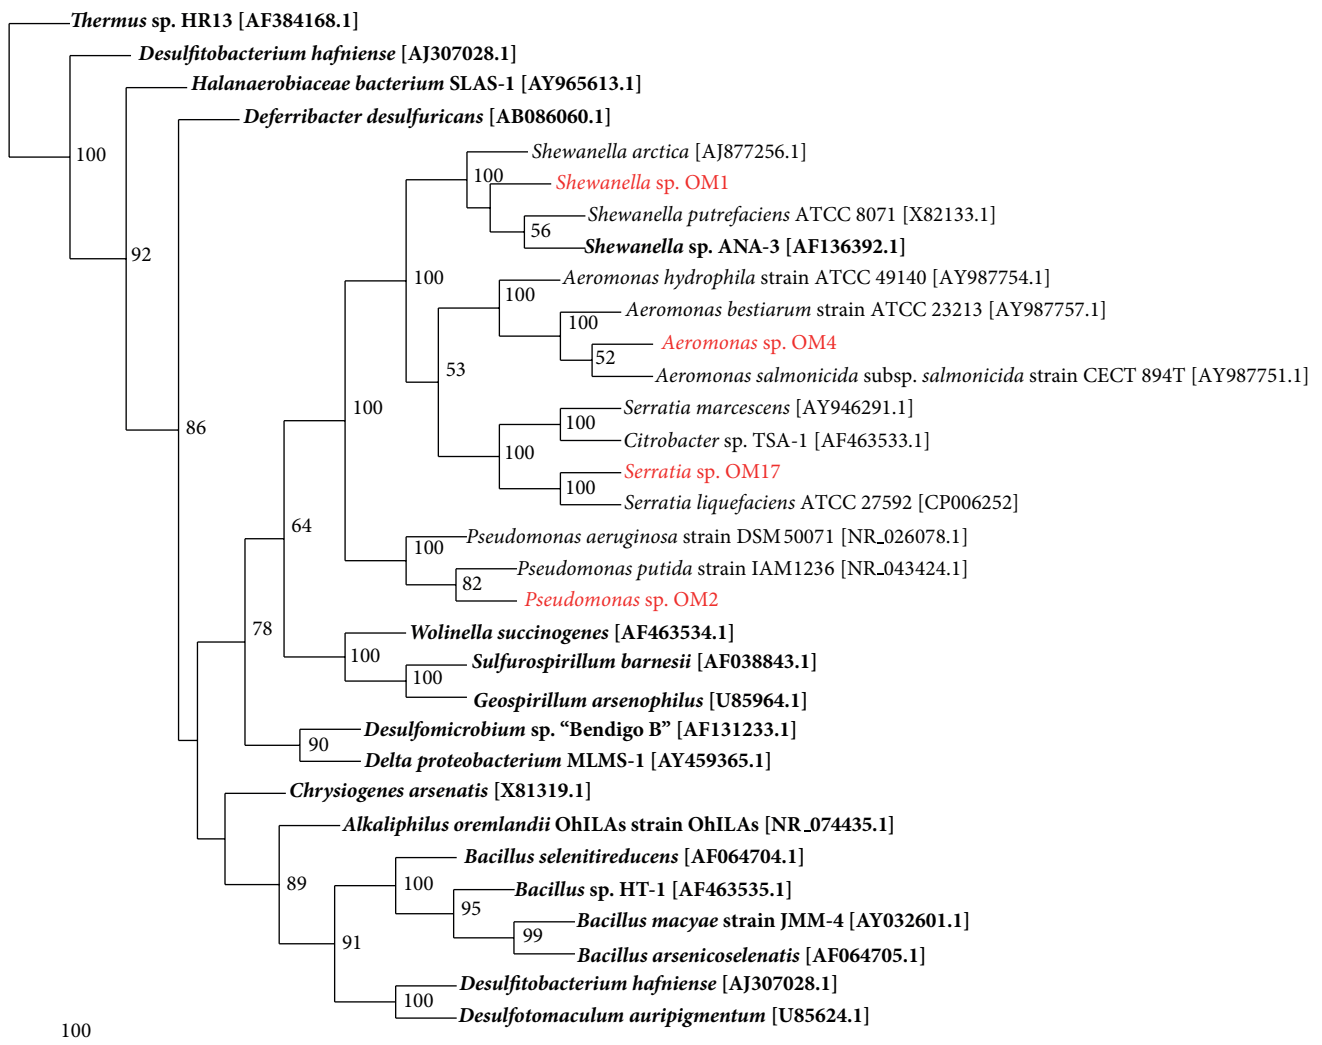 Thermus sp. HR13 [AF384168.1]
Desulfitobacterium hafniense [AJ307028.1]
Halanaerobiaceae bacterium SLAS-1 [AY965613.1]
Deferribacter desulfuricans [AB086060.1]
Shewanella arctica [AJ877256.1]
100
100
Shewanella sp. OM1
Shewanella putrefaciens ATCC 8071 [X82133.1]
56
Shewanella sp. ANA-3 [AF136392.1]
92
100
Aeromonas hydrophila strain ATCC 49140 [AY987754.1]
100
Aeromonas bestiarum strain ATCC 23213 [AY987757.1]
100
Aeromonas sp. OM4
52
53
Aeromonas salmonicida subsp. salmonicida strain CECT 894T [AY987751.1]
100
Serratia marcescens [AY946291.1]
100
86
Citrobacter sp. TSA-1 [AF463533.1]
100
Serratia sp. OM17
100
Serratia liquefaciens ATCC 27592 [CP006252]
64
Pseudomonas aeruginosa strain DSM 50071 [NR_026078.1]
100
Pseudomonas putida strain IAM1236 [NR_043424.1]
82
Pseudomonas sp. OM2
78
Wolinella succinogenes [AF463534.1]
100
Sulfurospirillum barnesii [AF038843.1]
100
Geospirillum arsenophilus [U85964.1]
Desulfomicrobium sp. “Bendigo B” [AF131233.1]
90
Delta proteobacterium MLMS-1 [AY459365.1]
Chrysiogenes arsenatis [X81319.1]
Alkaliphilus oremlandii OhILAs strain OhILAs [NR_074435.1]
Bacillus selenitireducens [AF064704.1]
89
100
Bacillus sp. HT-1 [AF463535.1]
95
Bacillus macyae strain JMM-4 [AY032601.1]
99
91
Bacillus arsenicoselenatis [AF064705.1]
Desulfitobacterium hafniense [AJ307028.1]
100
Desulfotomaculum auripigmentum [U85624.1]
100